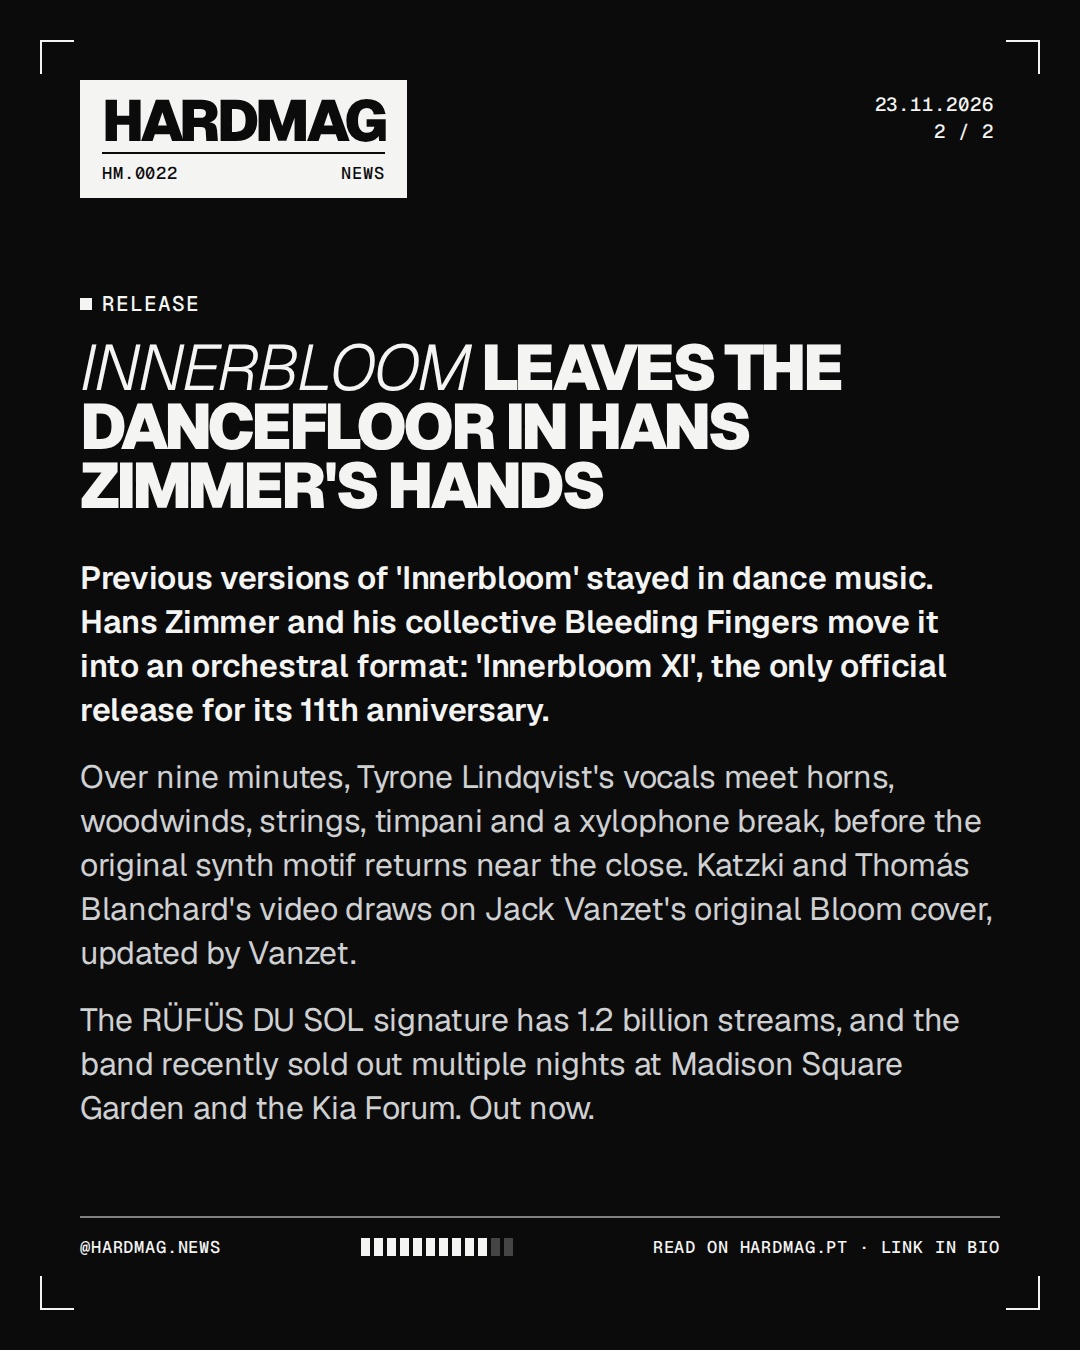 HARDMAG
HM.0022 NEWS
23.11.2026
2 / 2
RELEASE
INNERBLOOM LEAVES THE
DANCEFLOOR IN HANS
ZIMMER'S HANDS
Previous versions of 'Innerbloom' stayed in dance music.
Hans Zimmer and his collective Bleeding Fingers move it
into an orchestral format: 'Innerbloom XI', the only official
release for its 11th anniversary.
Over nine minutes, Tyrone Lindqvist's vocals meet horns,
woodwinds, strings, timpani and a xylophone break, before the
original synth motif returns near the close. Katzki and Thomás
Blanchard's video draws on Jack Vanzet's original Bloom cover,
updated by Vanzet.
The RÜFÜS DU SOL signature has 1.2 billion streams, and the
band recently sold out multiple nights at Madison Square
Garden and the Kia Forum. Out now.
@HARDMAG.NEWS
READ ON HARDMAG.PT · LINK IN BIO